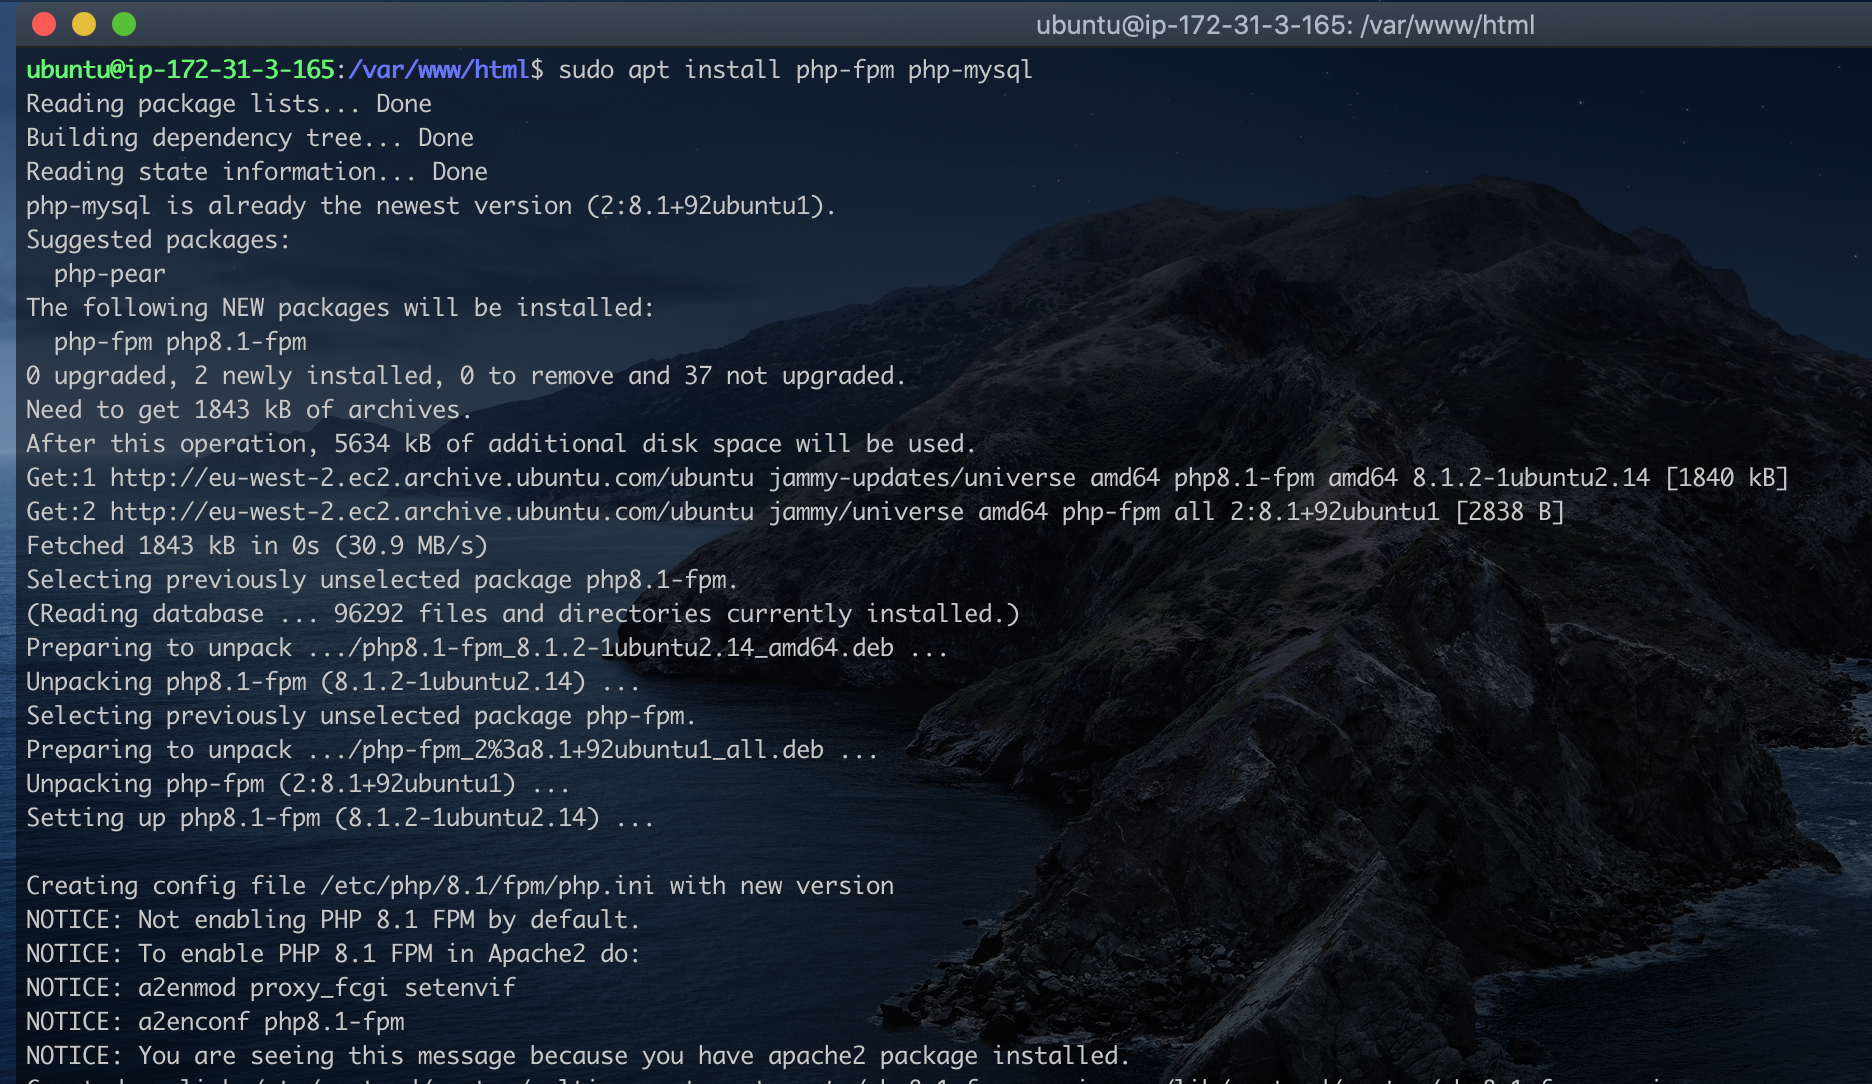 ubuntu@ip-172-31-3-165: /var/www/html
ubuntu@ip-172-31-3-165:/var/www/html$ sudo apt install php-fpm php-mysql
Reading package lists... Done
Building dependency tree... Done
Reading state information... Done
php-mysql is already the newest version (2:8.1+92ubuntu1).
Suggested packages:
  php-pear
The following NEW packages will be installed:
  php-fpm php8.1-fpm
0 upgraded, 2 newly installed, 0 to remove and 37 not upgraded.
Need to get 1843 kB of archives.
After this operation, 5634 kB of additional disk space will be used.
Get:1 http://eu-west-2.ec2.archive.ubuntu.com/ubuntu jammy-updates/universe amd64 php8.1-fpm amd64 8.1.2-1ubuntu2.14 [1840 kB]
Get:2 http://eu-west-2.ec2.archive.ubuntu.com/ubuntu jammy/universe amd64 php-fpm all 2:8.1+92ubuntu1 [2838 B]
Fetched 1843 kB in 0s (30.9 MB/s)
Selecting previously unselected package php8.1-fpm.
(Reading database ... 96292 files and directories currently installed.)
Preparing to unpack .../php8.1-fpm_8.1.2-1ubuntu2.14_amd64.deb ...
Unpacking php8.1-fpm (8.1.2-1ubuntu2.14) ...
Selecting previously unselected package php-fpm.
Preparing to unpack .../php-fpm_2%3a8.1+92ubuntu1_all.deb ...
Unpacking php-fpm (2:8.1+92ubuntu1) ...
Setting up php8.1-fpm (8.1.2-1ubuntu2.14) ...
Creating config file /etc/php/8.1/fpm/php.ini with new version
NOTICE: Not enabling PHP 8.1 FPM by default.
NOTICE: To enable PHP 8.1 FPM in Apache2 do:
NOTICE: a2enmod proxy_fcgi setenvif
NOTICE: a2enconf php8.1-fpm
NOTICE: You are seeing this message because you have apache2 package installed.